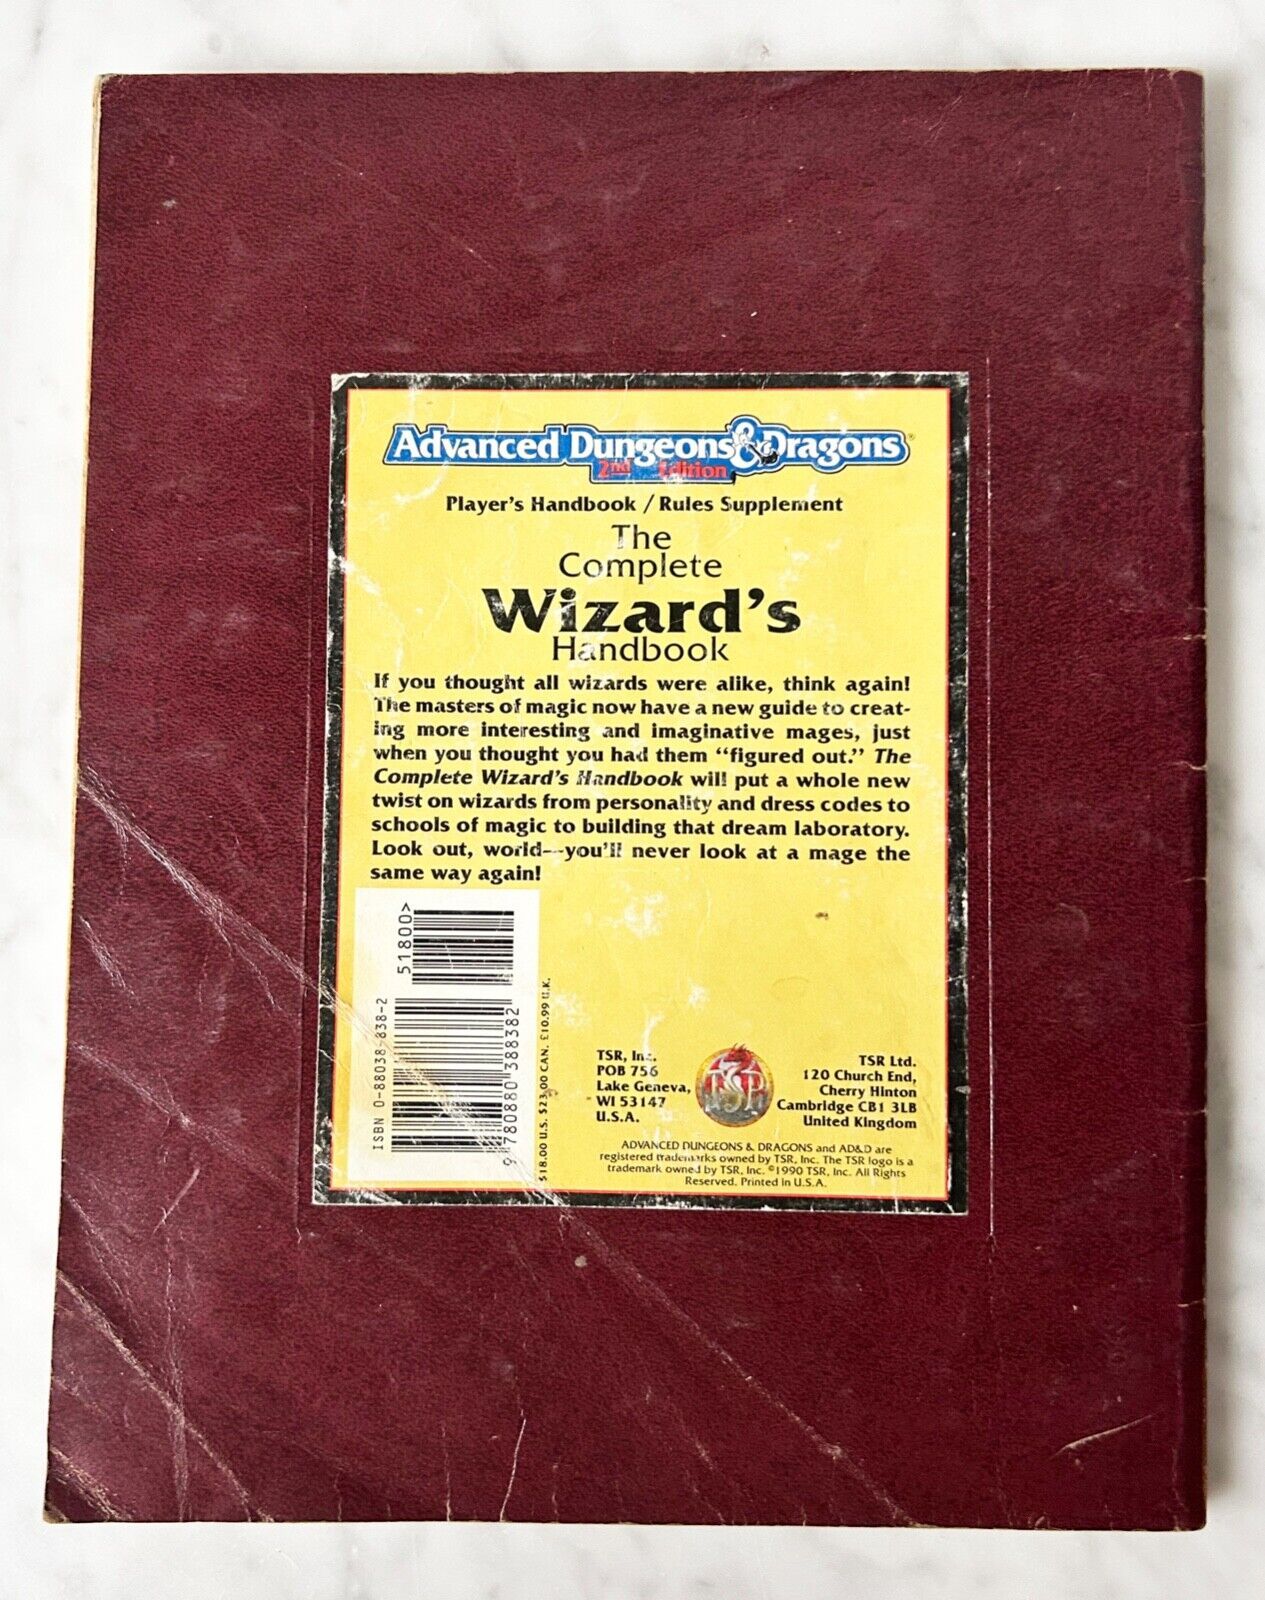 Advanced Dungeons & Dragons®
2nd Edition
Player's Handbook / Rules Supplement
The
Complete
Wizard's
Handbook
If you thought all wizards were alike, think again!
The masters of magic now have a new guide to creat-
ing more interesting and imaginative mages, just
when you thought you had them “figured out.” The
Complete Wizard's Handbook will put a whole new
twist on wizards from personality and dress codes to
schools of magic to building that dream laboratory.
Look out, world--you'll never look at a mage the
same way again!
51800>
ISBN 0-88038-838-2
9 780880 388382
$18.00 U.S. $23.00 CAN. £10.99 U.K.
TSR, Inc.
POB 756
Lake Geneva,
WI 53147
U.S.A.
TSR
TSR Ltd.
120 Church End,
Cherry Hinton
Cambridge CB1 3LB
United Kingdom
ADVANCED DUNGEONS & DRAGONS and AD&D are
registered trademarks owned by TSR, Inc. The TSR logo is a
trademark owned by TSR, Inc. ©1990 TSR, Inc. All Rights
Reserved. Printed in U.S.A.